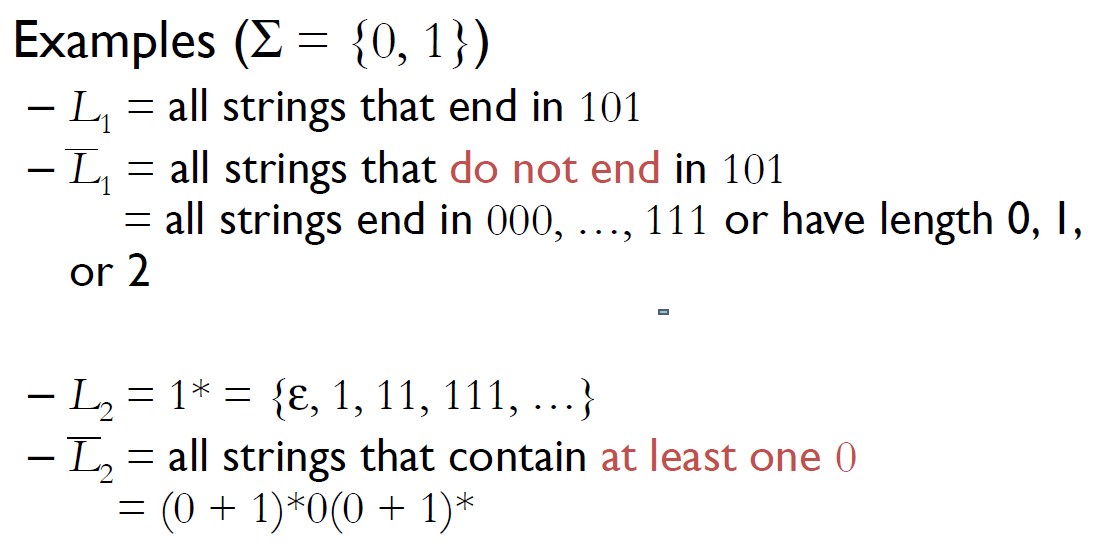 Examples (Σ = {0, 1})
– L₁ = all strings that end in 101
– L̅₁ = all strings that do not end in 101
= all strings end in 000, …, 111 or have length 0, 1,
or 2
– L₂ = 1* = {ε, 1, 11, 111, …}
– L̅₂ = all strings that contain at least one 0
= (0 + 1)*0(0 + 1)*